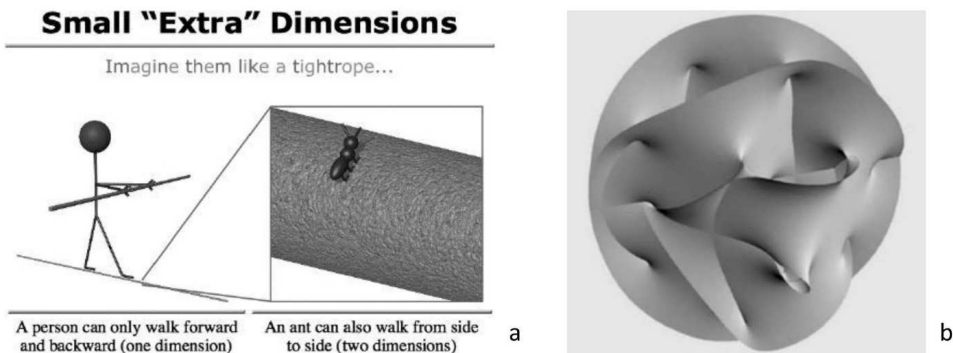 Small “Extra” Dimensions
Imagine them like a tightrope...
A person can only walk forward
and backward (one dimension)
An ant can also walk from side
to side (two dimensions)
a
b